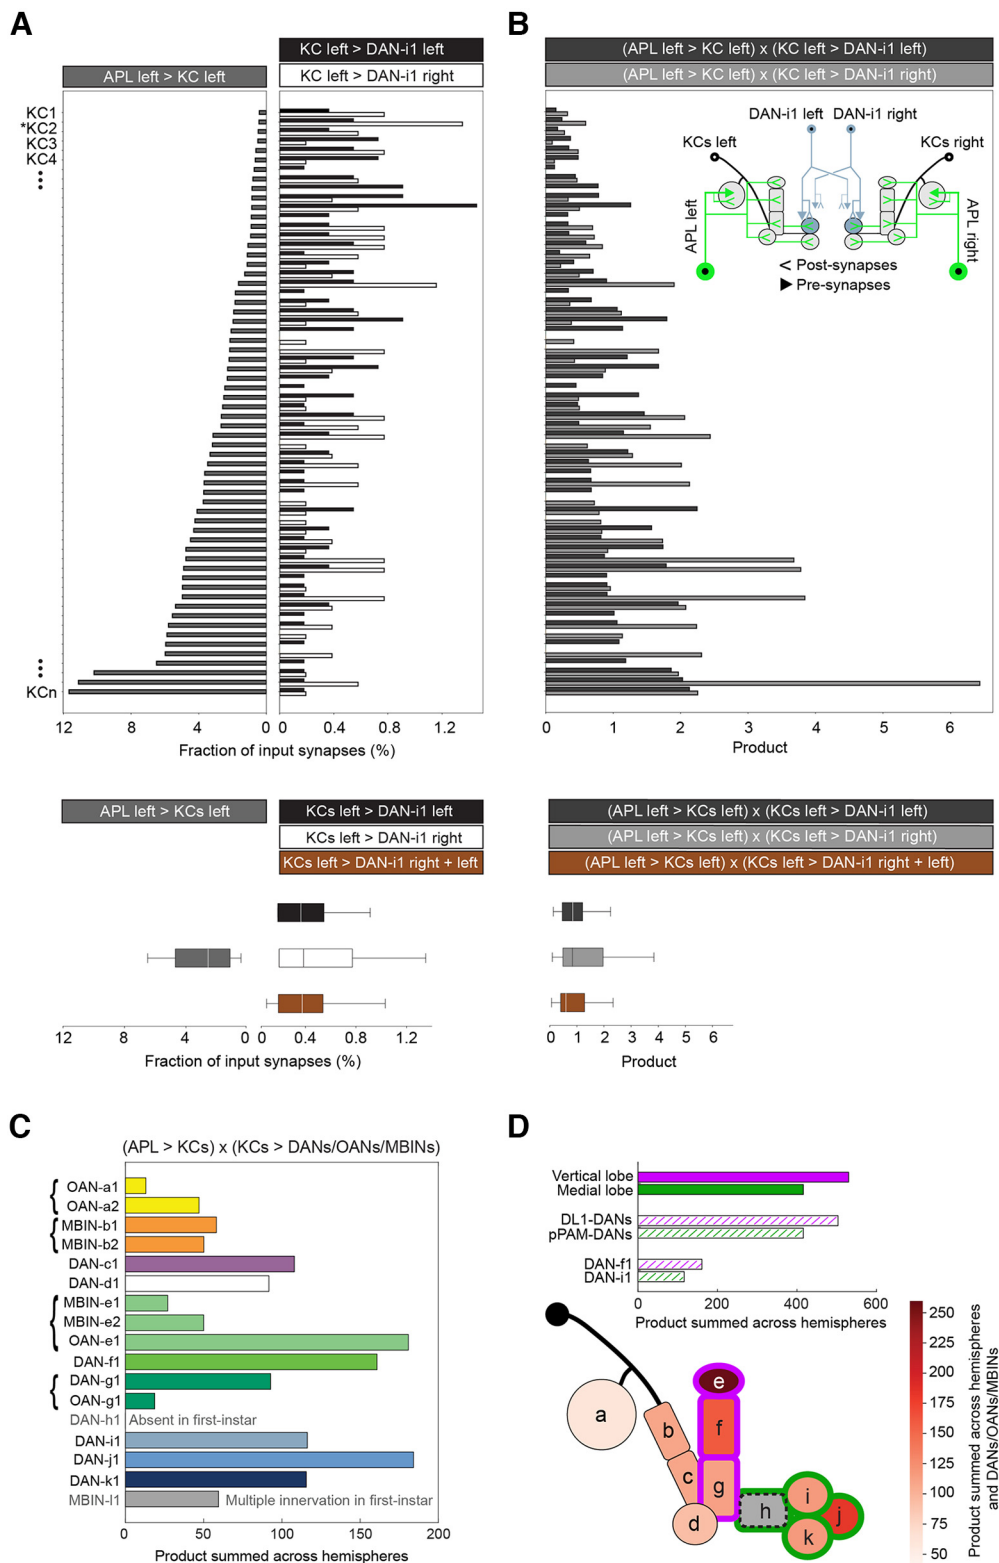 A
B
KC left > DAN-i1 left
APL left > KC left
KC left > DAN-i1 right
(APL left > KC left) x (KC left > DAN-i1 left)
(APL left > KC left) x (KC left > DAN-i1 right)
KC1
*KC2
KC3
KC4
KCn
DAN-i1 left
DAN-i1 right
KCs left
KCs right
APL left
APL right
< Post-synapses
Pre-synapses
12 8 4 0
0 0.4 0.8 1.2
Fraction of input synapses (%)
0 1 2 3 4 5 6
Product
APL left > KCs left
KCs left > DAN-i1 left
KCs left > DAN-i1 right
KCs left > DAN-i1 right + left
(APL left > KCs left) x (KCs left > DAN-i1 left)
(APL left > KCs left) x (KCs left > DAN-i1 right)
(APL left > KCs left) x (KCs left > DAN-i1 right + left)
12 8 4 0
0 0.4 0.8 1.2
Fraction of input synapses (%)
0 1 2 3 4 5 6
Product
C
(APL > KCs) x (KCs > DANs/OANs/MBINs)
OAN-a1
OAN-a2
MBIN-b1
MBIN-b2
DAN-c1
DAN-d1
MBIN-e1
MBIN-e2
OAN-e1
DAN-f1
DAN-g1
OAN-g1
DAN-h1 Absent in first-instar
DAN-i1
DAN-j1
DAN-k1
MBIN-l1 Multiple innervation in first-instar
0 50 100 150 200
Product summed across hemispheres
D
Vertical lobe
Medial lobe
DL1-DANs
pPAM-DANs
DAN-f1
DAN-i1
0 200 400 600
Product summed across hemispheres
a
b
c
d
e
f
g
h
i
j
k
250
225
200
175
150
125
100
75
50
Product summed across hemispheres
and DANs/OANs/MBINs